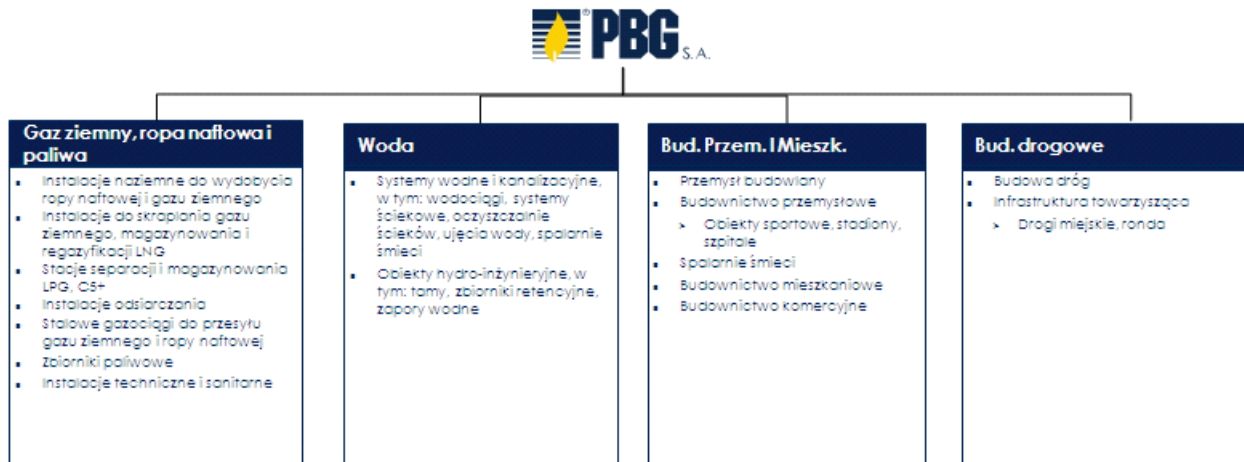 PBG S.A.
Gaz ziemny, ropa naftowa i
paliwa
Instalacje naziemne do wydobycia
ropy naftowej i gazu ziemnego
Instalacje do skraplania gazu
ziemnego, magazynowania i
regazyfikacji LNG
Stacje separacji i magazynowania
LPG, C5+
Instalacje odsiarczania
Stalowe gazociągi do przesyłu
gazu ziemnego i ropy naftowej
Zbiorniki paliwowe
Instalacje techniczne i sanitarne
Woda
Systemy wodne i kanalizacyjne,
w tym: wodociągi, systemy
ściekowe, oczyszczalnie
ścieków, ujęcia wody, spalarnie
śmieci
Obiekty hydro-inżynieryjne, w
tym: tamy, zbiorniki retencyjne,
zapory wodne
Bud. Przem. I Mieszk.
Przemysł budowlany
Budownictwo przemysłowe
Obiekty sportowe, stadiony,
szpitale
Spalarnie śmieci
Budownictwo mieszkaniowe
Budownictwo komercyjne
Bud. drogowe
Budowa dróg
Infrastruktura towarzysząca
Drogi miejskie, ronda